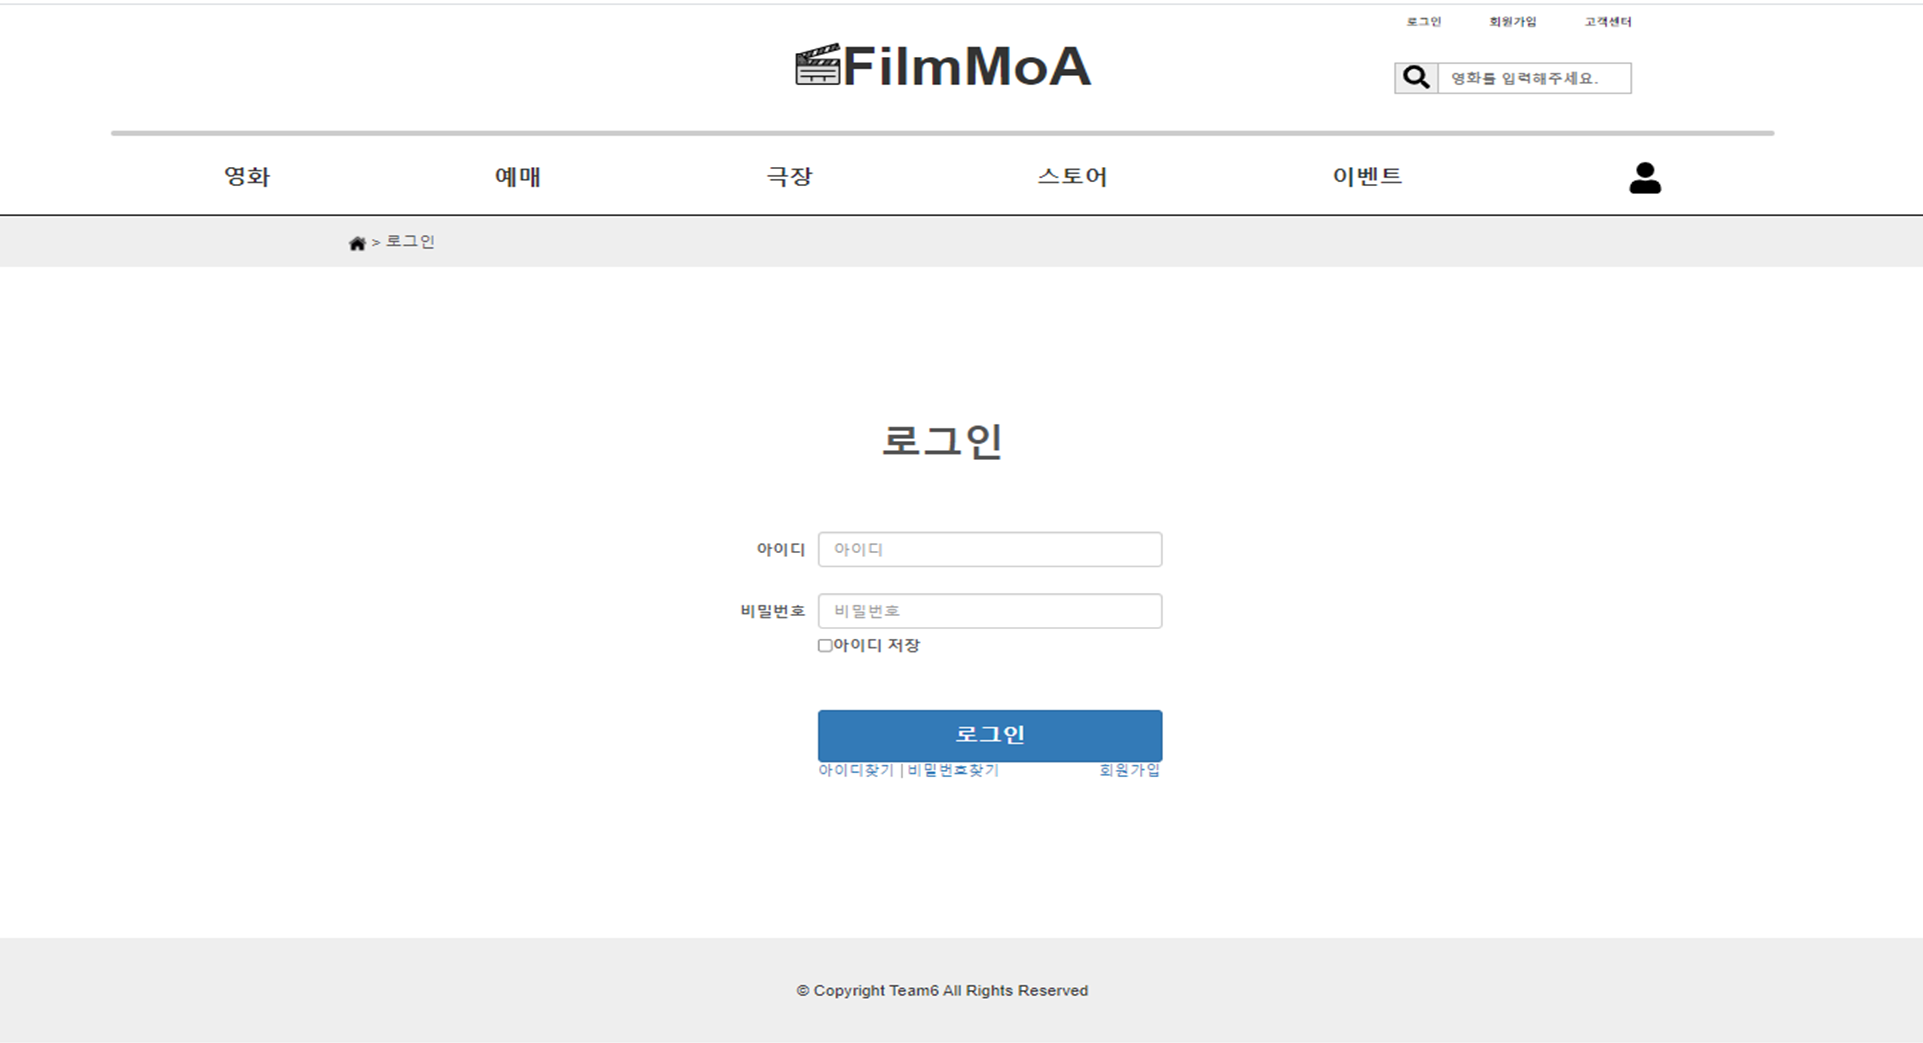 로그인 회원가입 고객센터
FilmMoA
영화를 입력해주세요.
영화 예매 극장 스토어 이벤트
> 로그인
로그인
아이디 아이디
비밀번호 비밀번호
아이디 저장
로그인
아이디찾기 | 비밀번호찾기 회원가입
© Copyright Team6 All Rights Reserved